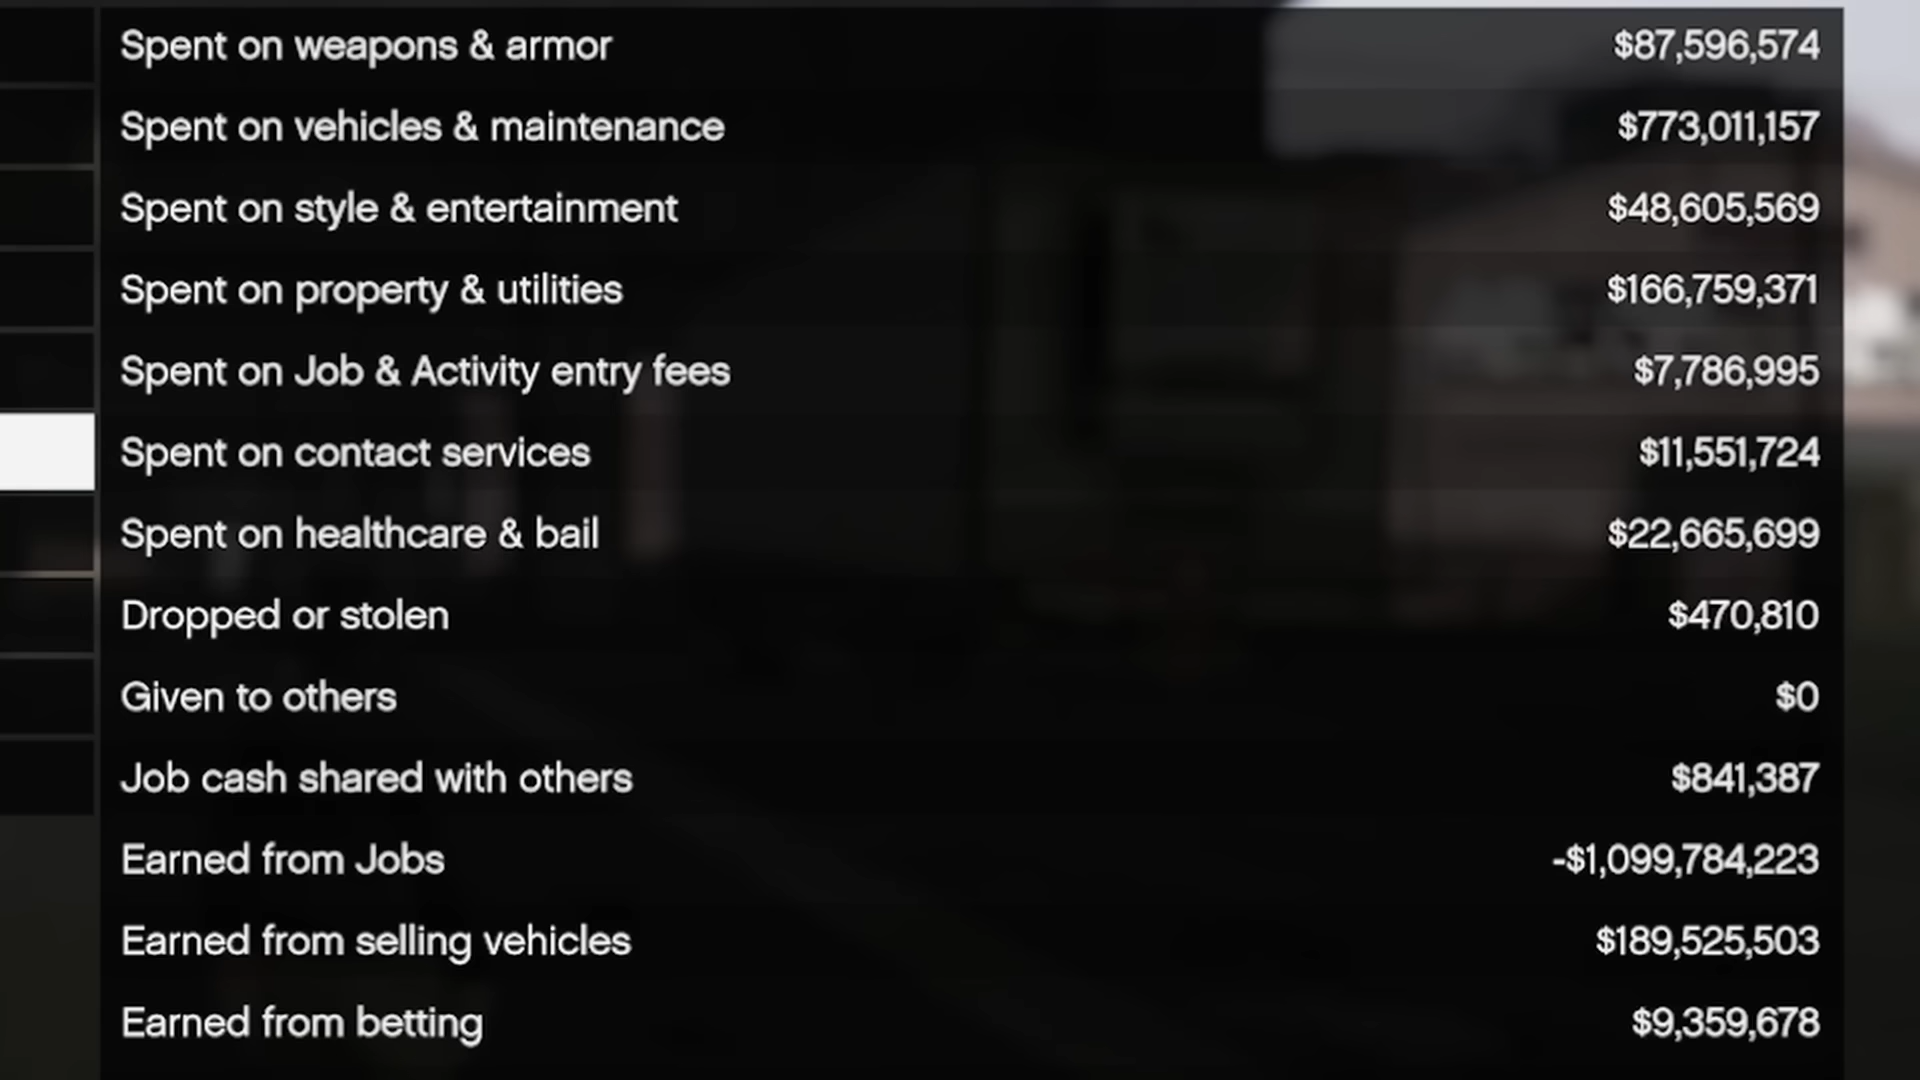 Spent on weapons & armor $87,596,574
Spent on vehicles & maintenance $773,011,157
Spent on style & entertainment $48,605,569
Spent on property & utilities $166,759,371
Spent on Job & Activity entry fees $7,786,995
Spent on contact services $11,551,724
Spent on healthcare & bail $22,665,699
Dropped or stolen $470,810
Given to others $0
Job cash shared with others $841,387
Earned from Jobs -$1,099,784,223
Earned from selling vehicles $189,525,503
Earned from betting $9,359,678